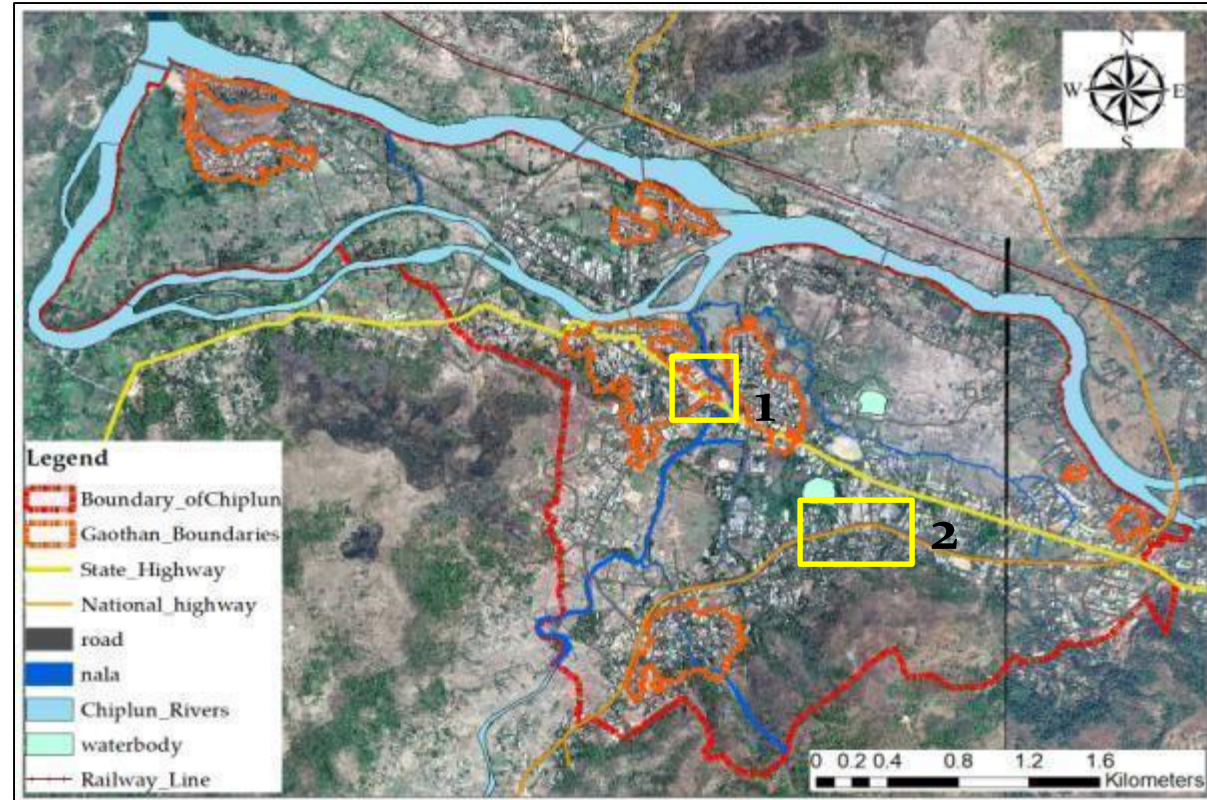 N
W E
S
1
2
Legend
Boundary_ofChiplun
Gaothan_Boundaries
State_Highway
National_highway
road
nala
Chiplun_Rivers
waterbody
Railway_Line
0 0.2 0.4 0.8 1.2 1.6
Kilometers